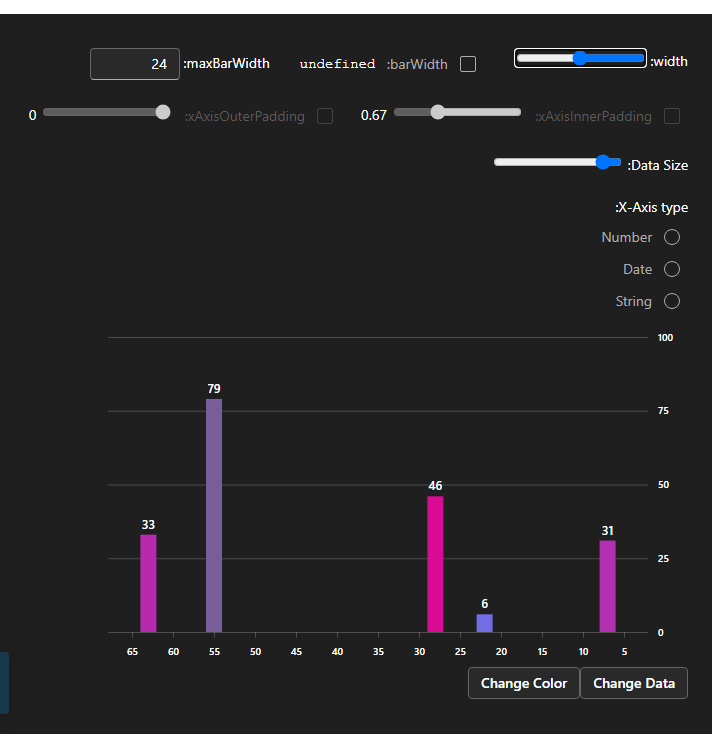 width:
barWidth: undefined
maxBarWidth: 24
xAxisInnerPadding: 0.67
xAxisOuterPadding: 0
Data Size:
X-Axis type:
Number
Date
String
100
75
50
25
0
33
79
46
6
31
65 60 55 50 45 40 35 30 25 20 15 10 5
Change Color
Change Data